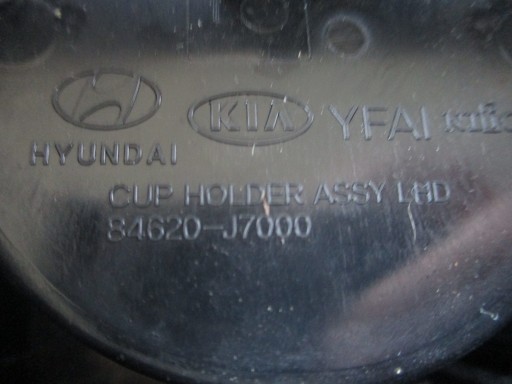 KIA YFAI
HYUNDAI
CUP HOLDER ASSY LHD
84620-J7000